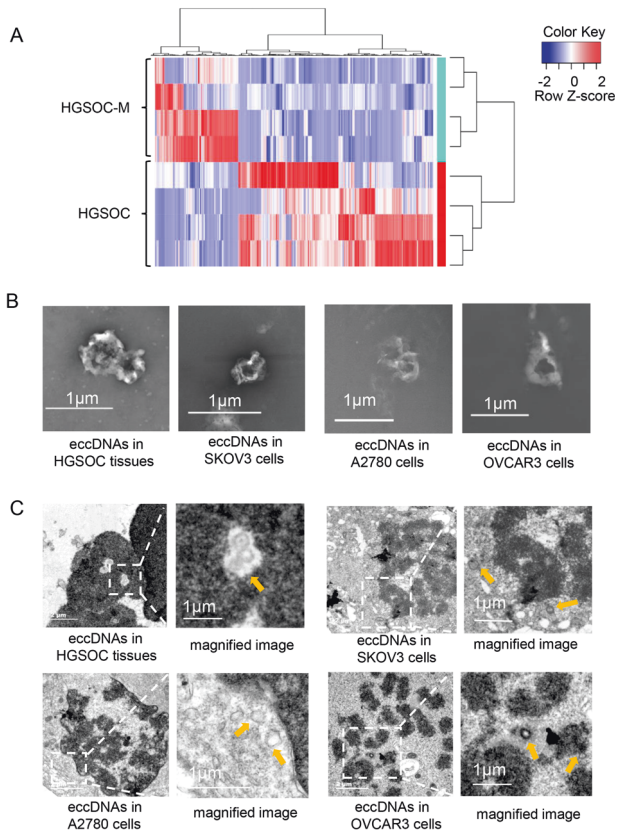 A
Color Key
-2 0 2
Row Z-score
HGSOC-M
HGSOC
B
1μm
1μm
1μm
1μm
eccDNAs in
HGSOC tissues
eccDNAs in
SKOV3 cells
eccDNAs in
A2780 cells
eccDNAs in
OVCAR3 cells
C
1μm
1μm
eccDNAs in
HGSOC tissues
magnified image
eccDNAs in
SKOV3 cells
magnified image
1μm
1μm
eccDNAs in
A2780 cells
magnified image
eccDNAs in
OVCAR3 cells
magnified image